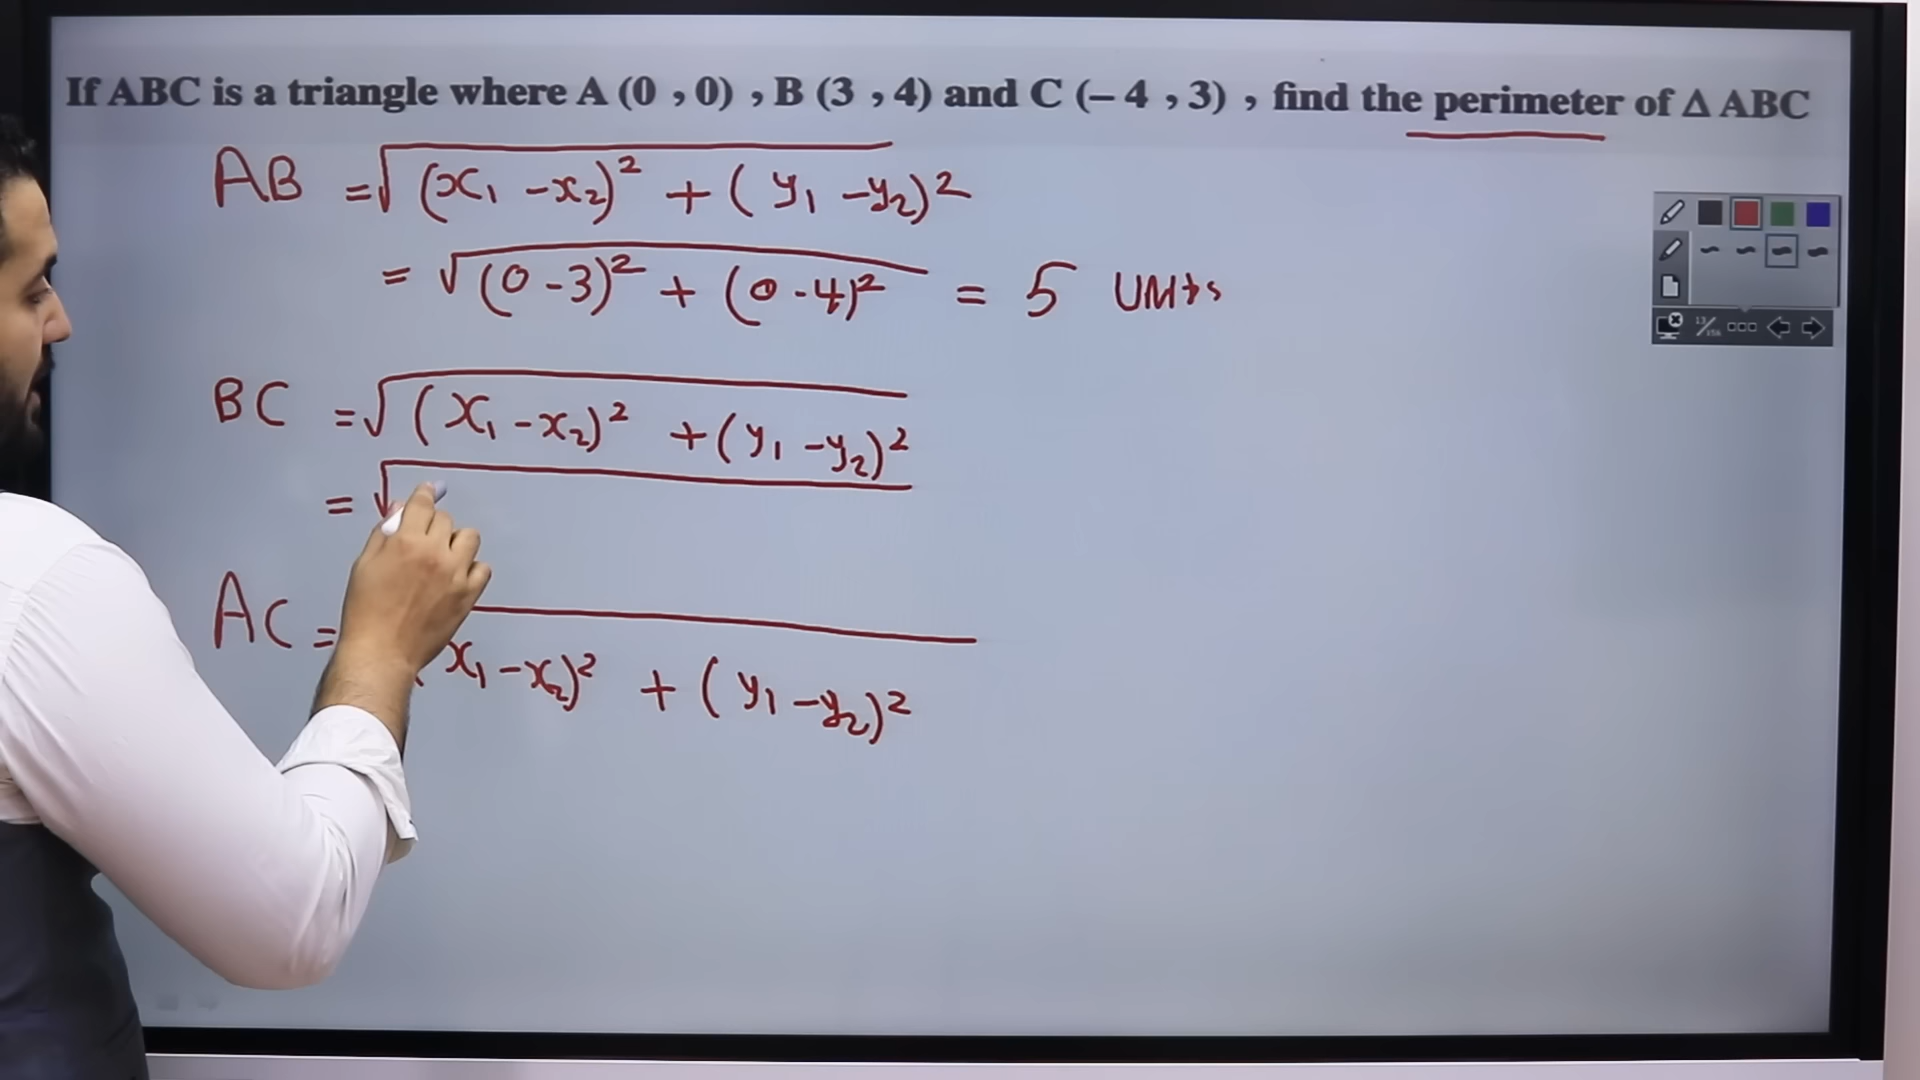 If ABC is a triangle where A (0 , 0) , B (3 , 4) and C (– 4 , 3) , find the perimeter of Δ ABC
AB = √(x₁ - x₂)² + (y₁ - y₂)²
= √(0 - 3)² + (0 - 4)² = 5 units
BC = √(x₁ - x₂)² + (y₁ - y₂)²
= √
AC = x₁ - x₂)² + (y₁ - y₂)²